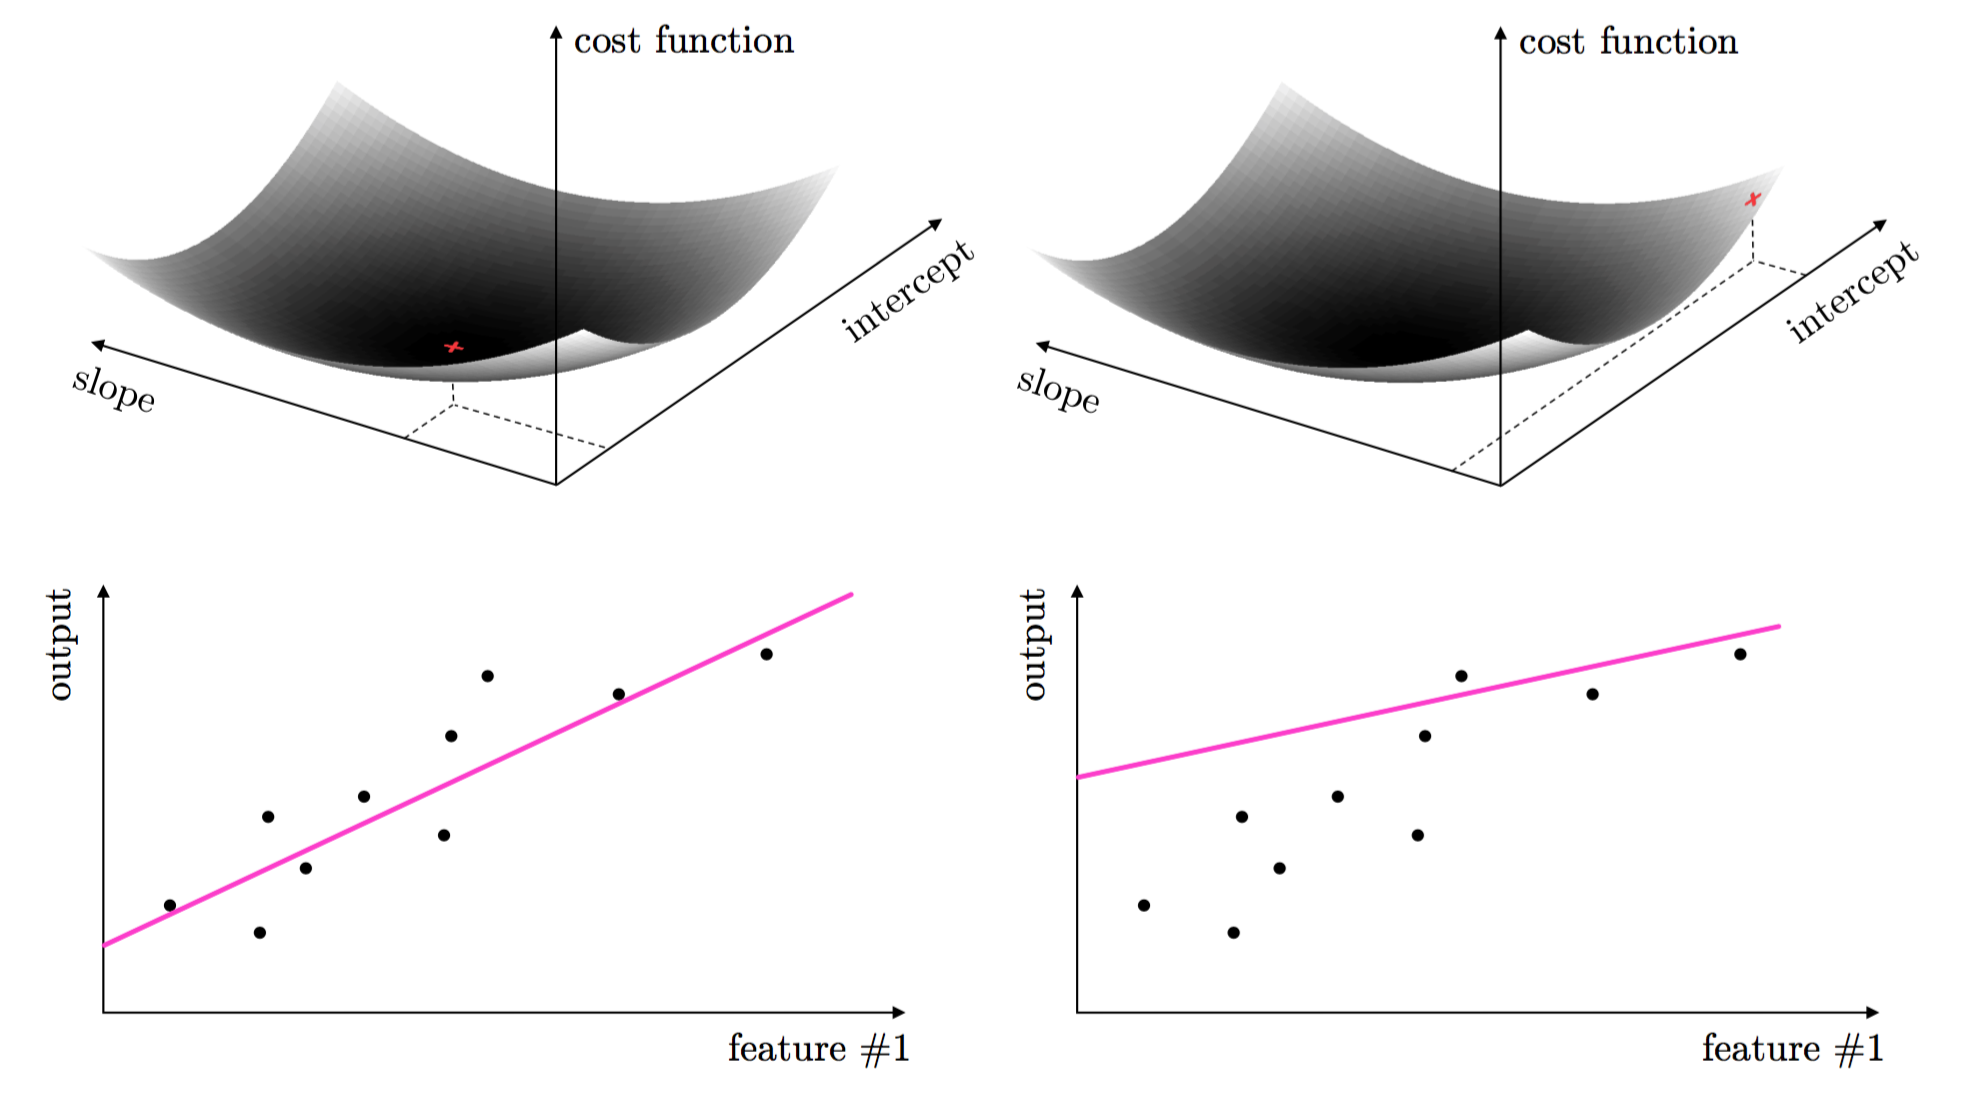 cost function
intercept
slope
cost function
intercept
slope
output
feature #1
output
feature #1